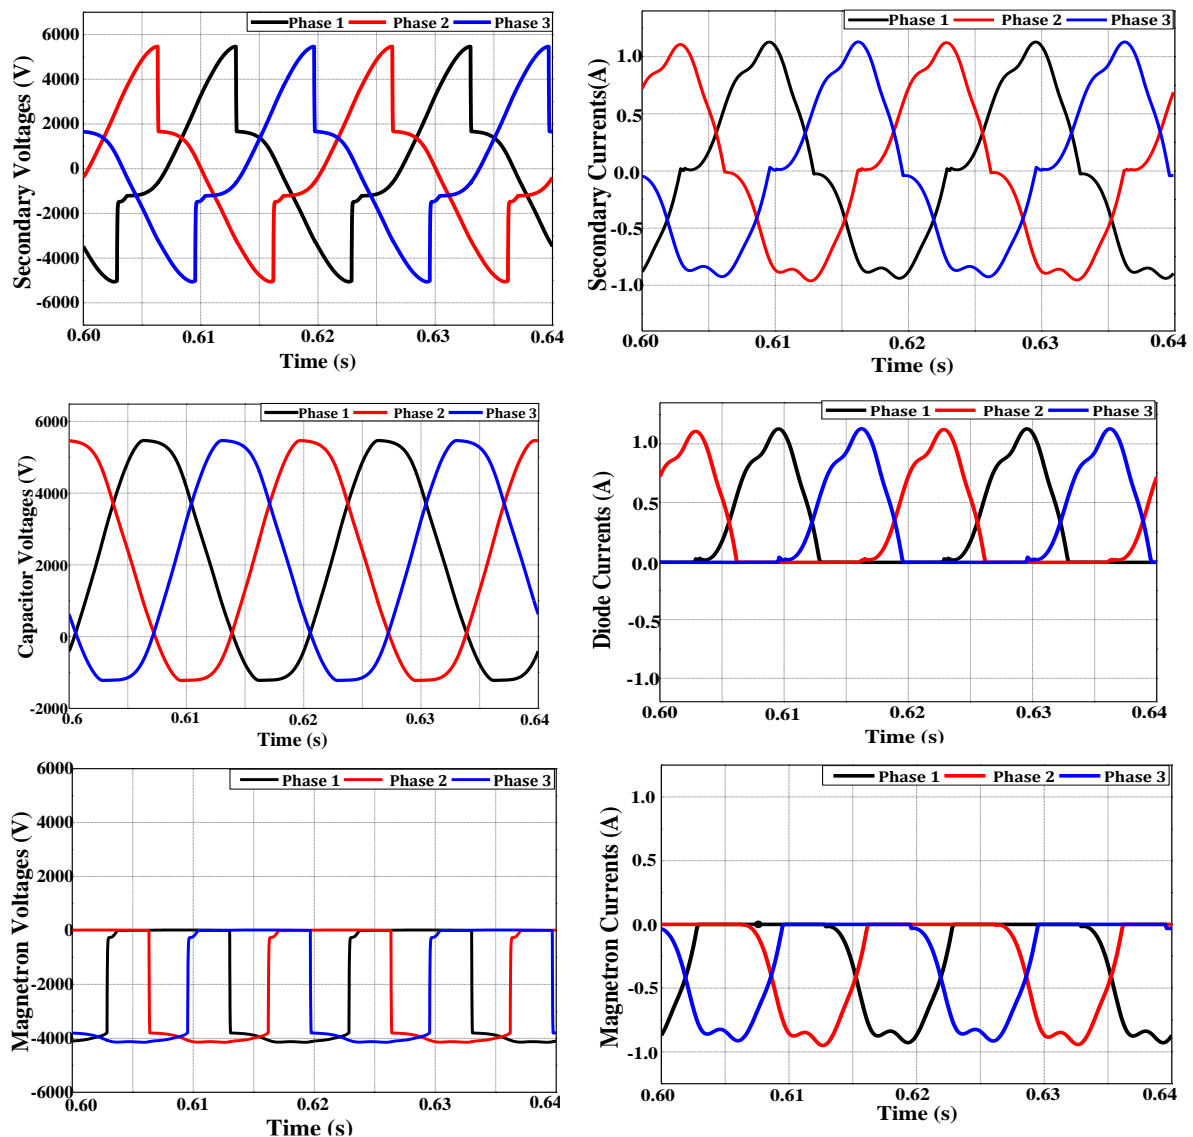 Phase 1 Phase 2 Phase 3
Secondary Voltages (V)
6000
4000
2000
0
-2000
-4000
-6000
0.60 0.61 0.62 0.63 0.64
Time (s)
Phase 1 Phase 2 Phase 3
Secondary Currents(A)
1.0
0.5
0.0
-0.5
-1.0
0.60 0.61 0.62 0.63 0.64
Time (s)
Phase 1 Phase 2 Phase 3
Capacitor Voltages (V)
6000
4000
2000
0
-2000
0.6 0.61 0.62 0.63 0.64
Time (s)
Phase 1 Phase 2 Phase 3
Diode Currents (A)
1.0
0.5
0.0
-0.5
-1.0
0.60 0.61 0.62 0.63 0.64
Time (s)
Phase 1 Phase 2 Phase 3
Magnetron Voltages (V)
6000
4000
2000
0
-2000
-4000
-6000
0.60 0.61 0.62 0.63 0.64
Time (s)
Phase 1 Phase 2 Phase 3
Magnetron Currents (A)
1.0
0.5
0.0
-0.5
-1.0
0.60 0.61 0.62 0.63 0.64
Time (s)